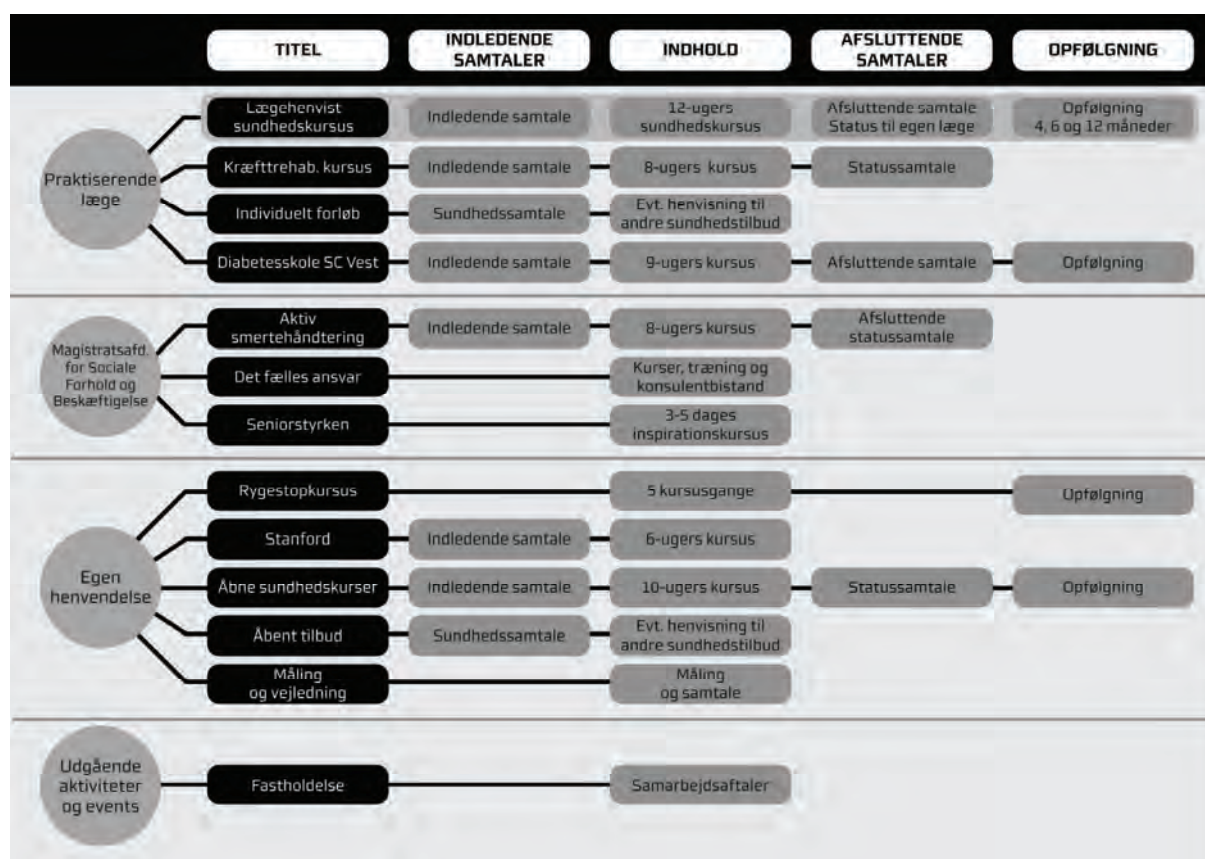 TITEL
INDLEDENDE
SAMTALER
INDHOLD
AFSLUTTENDE
SAMTALER
OPFØLGNING
Praktiserende
læge
Lægehenvist
sundhedskursus
Indledende samtale
12-ugers
sundhedskursus
Afsluttende samtale
Status til egen læge
Opfølgning
4, 6 og 12 måneder
Kræfttrehab. kursus
Indledende samtale
8-ugers kursus
Statussamtale
Individuelt forløb
Sundhedssamtale
Evt. henvisning til
andre sundhedstilbud
Diabetesskole SC Vest
Indledende samtale
9-ugers kursus
Afsluttende samtale
Opfølgning
Magistratsafd.
for Sociale
Forhold og
Beskæftigelse
Aktiv
smertehåndtering
Indledende samtale
8-ugers kursus
Afsluttende
statussamtale
Det fælles ansvar
Kurser, træning og
konsulentbistand
Seniorstyrken
3-5 dages
inspirationskursus
Egen
henvendelse
Rygestopkursus
5 kursusgange
Opfølgning
Stanford
Indledende samtale
6-ugers kursus
Åbne sundhedskurser
Indledende samtale
10-ugers kursus
Statussamtale
Opfølgning
Åbent tilbud
Sundhedssamtale
Evt. henvisning til
andre sundhedstilbud
Måling
og vejledning
Måling
og samtale
Udgående
aktiviteter
og events
Fastholdelse
Samarbejdsaftaler